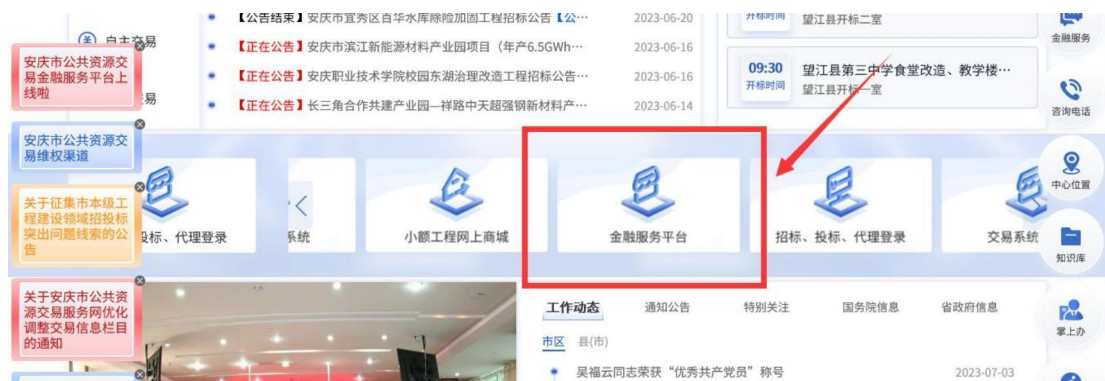 【公告结束】安庆市宜秀区百华水库除险加固工程招标公告【公… 2023-06-20
自主交易
【正在公告】安庆市滨江新能源材料产业园项目（年产6.5GWh… 2023-06-16
【正在公告】安庆职业技术学院校园东湖治理改造工程招标公告… 2023-06-16
【正在公告】长三角合作共建产业园—祥路中天超强钢新材料产… 2023-06-14
易
开标时间
望江县开标二室
09:30
开标时间
望江县第三中学食堂改造、教学楼…
望江县开标一室
安庆市公共资源交
易金融服务平台上
线啦
安庆市公共资源交
易维权渠道
关于征集市本级工
程建设领域招投标
突出问题线索的公
告
关于安庆市公共资
源交易服务网优化
调整交易信息栏目
的通知
投标、代理登录
系统
小额工程网上商城
金融服务平台
招标、投标、代理登录
交易系统
金融服务
咨询电话
中心位置
知识库
掌上办
工作动态 通知公告 特别关注 国务院信息 省政府信息
市区 县(市)
吴福云同志荣获“优秀共产党员”称号 2023-07-03